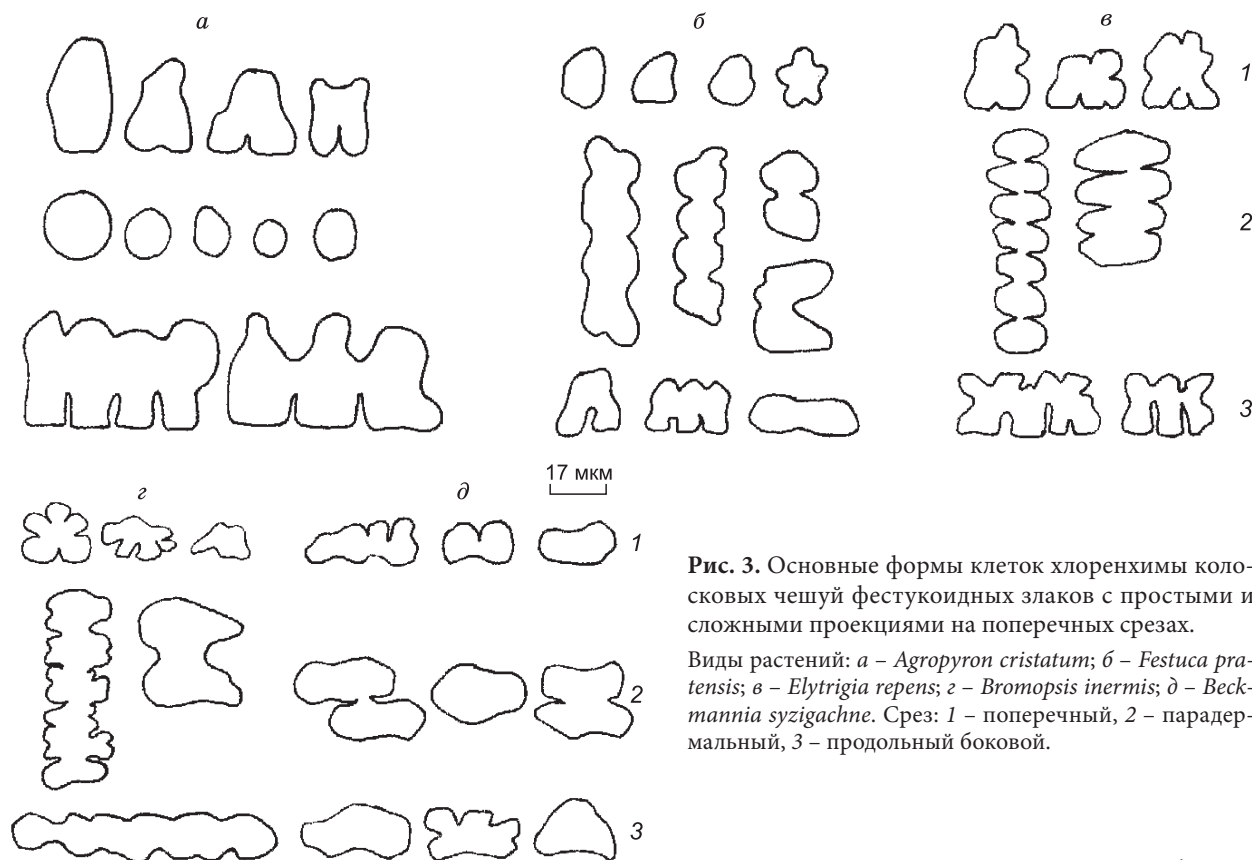 а б в
1
2
3
17 мкм
г д
1
2
3
Рис. 3. Основные формы клеток хлоренхимы коло-
сковых чешуй фестукоидных злаков с простыми и
сложными проекциями на поперечных срезах.
Виды растений: а – Agropyron cristatum; б – Festuca pra-
tensis; в – Elytrigia repens; г – Bromopsis inermis; д – Beck-
mannia syzigachne. Срез: 1 – поперечный, 2 – парадер-
мальный, 3 – продольный боковой.